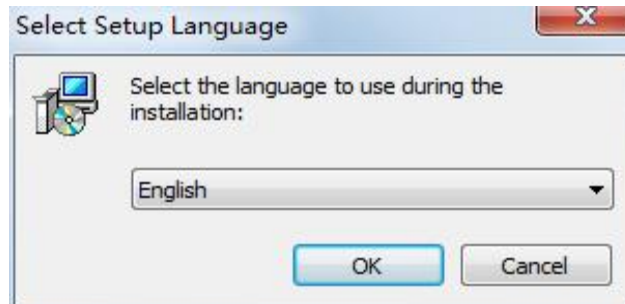 Select Setup Language
Select the language to use during the
installation:
English
OK
Cancel